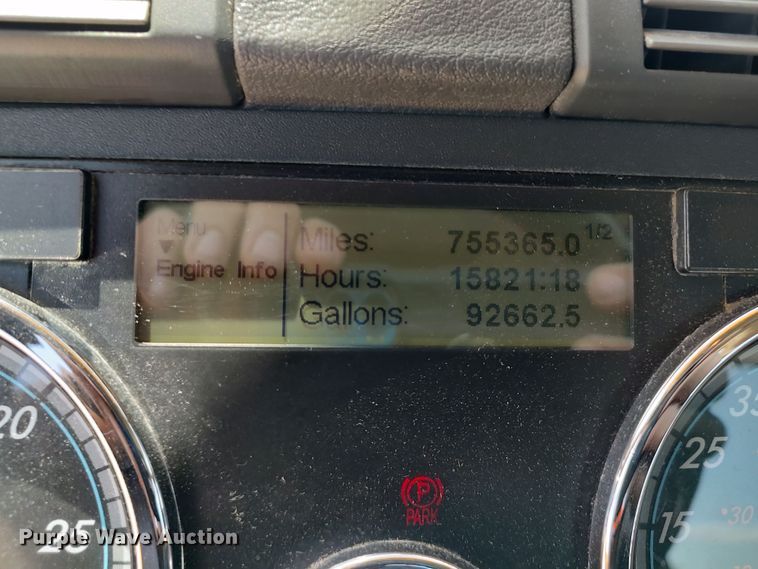 Menu
Engine Info
Miles: 755365.0 1/2
Hours: 15821:18
Gallons: 92662.5
20
25
P
PARK
35
25
15
30
Purple Wave Auction